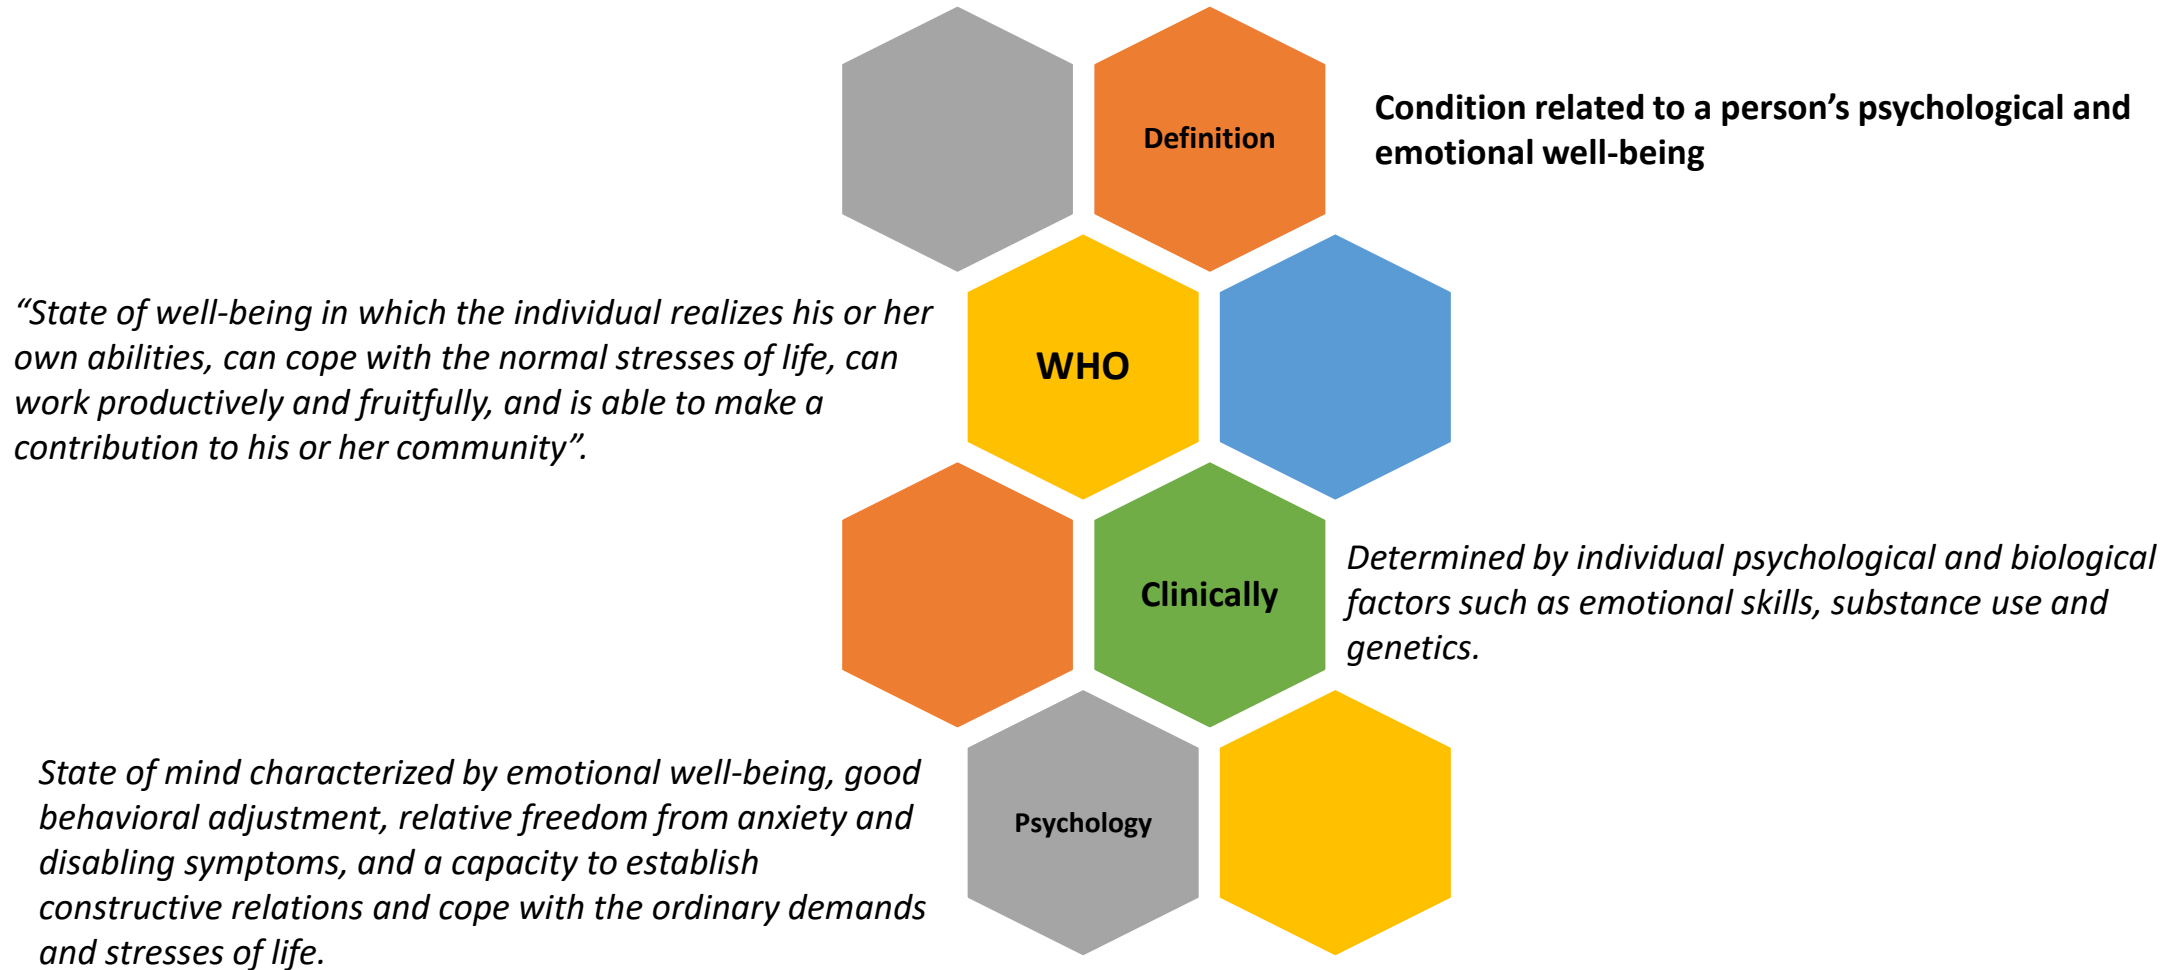 Definition
Condition related to a person’s psychological and
emotional well-being
“State of well-being in which the individual realizes his or her
own abilities, can cope with the normal stresses of life, can
work productively and fruitfully, and is able to make a
contribution to his or her community”.
WHO
Clinically
Determined by individual psychological and biological
factors such as emotional skills, substance use and
genetics.
State of mind characterized by emotional well-being, good
behavioral adjustment, relative freedom from anxiety and
disabling symptoms, and a capacity to establish
constructive relations and cope with the ordinary demands
and stresses of life.
Psychology